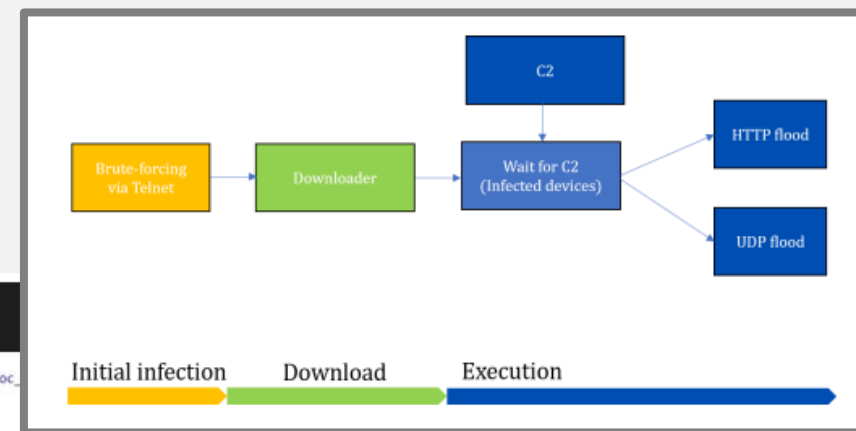 C2
HTTP flood
Brute-forcing
via Telnet
Downloader
Wait for C2
(Infected devices)
UDP flood
Initial infection
Download
Execution
oc_